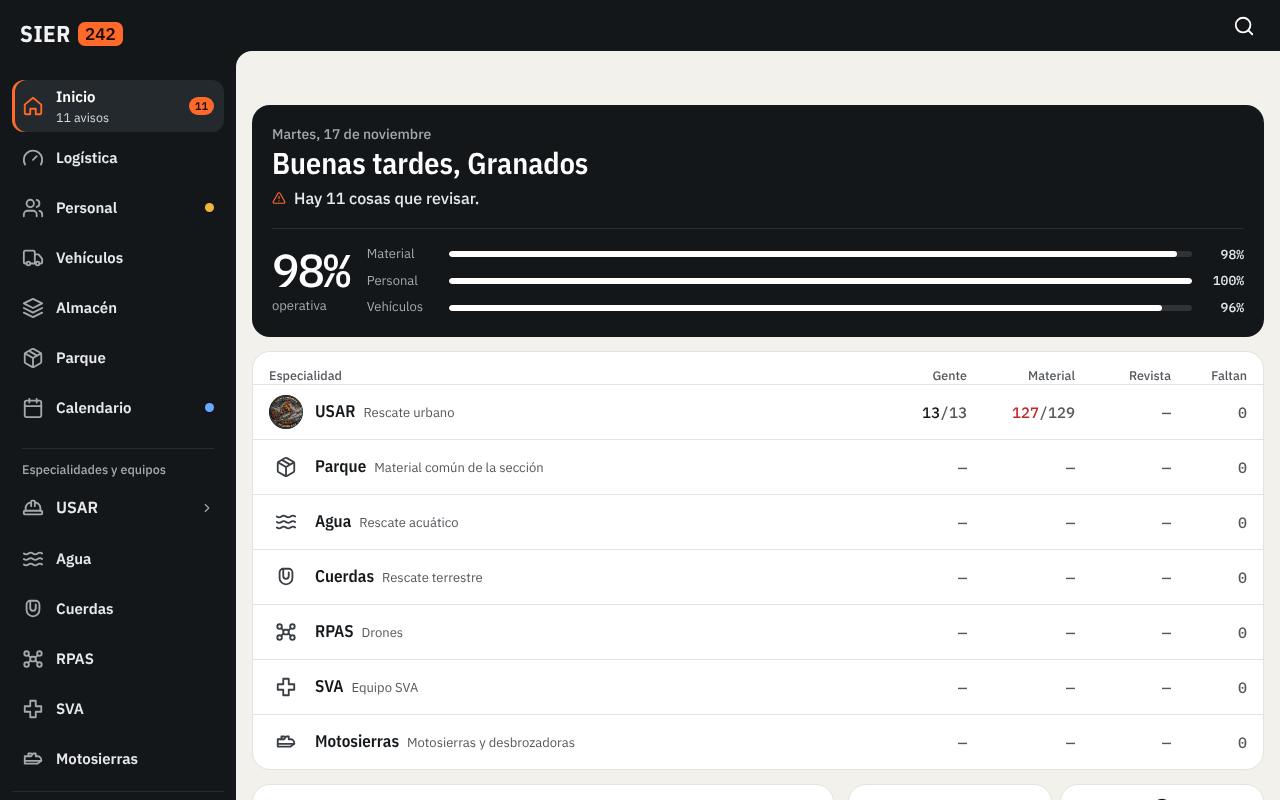 SIER 242
Inicio
11 avisos
11
Logística
Personal
Vehículos
Almacén
Parque
Calendario
Especialidades y equipos
USAR
Agua
Cuerdas
RPAS
SVA
Motosierras
Martes, 17 de noviembre
Buenas tardes, Granados
Hay 11 cosas que revisar.
98%
operativa
Material 98%
Personal 100%
Vehículos 96%
Especialidad Gente Material Revista Faltan
USAR Rescate urbano 13/13 127/129 – 0
Parque Material común de la sección – – – 0
Agua Rescate acuático – – – 0
Cuerdas Rescate terrestre – – – 0
RPAS Drones – – – 0
SVA Equipo SVA – – – 0
Motosierras Motosierras y desbrozadoras – – – 0